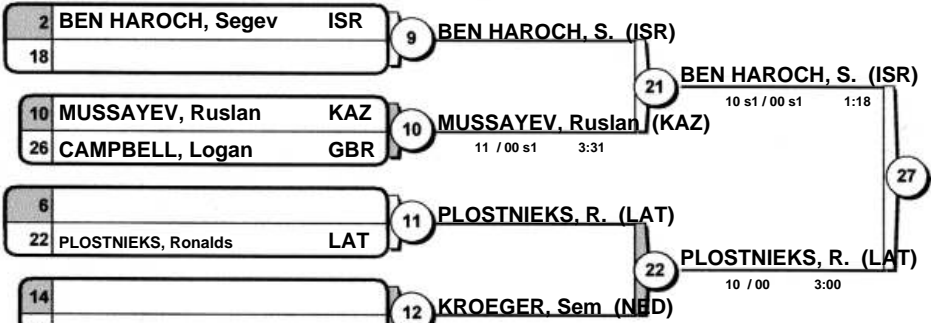 2 BEN HAROCH, Segev ISR
9 BEN HAROCH, S. (ISR)
18
21 BEN HAROCH, S. (ISR)
10 s1 / 00 s1 1:18
10 MUSSAYEV, Ruslan KAZ
10 MUSSAYEV, Ruslan (KAZ)
11 / 00 s1 3:31
26 CAMPBELL, Logan GBR
27
6
11 PLOSTNIEKS, R. (LAT)
22 PLOSTNIEKS, Ronalds LAT
22 PLOSTNIEKS, R. (LAT)
10 / 00 3:00
14
12 KROEGER, Sem (NED)